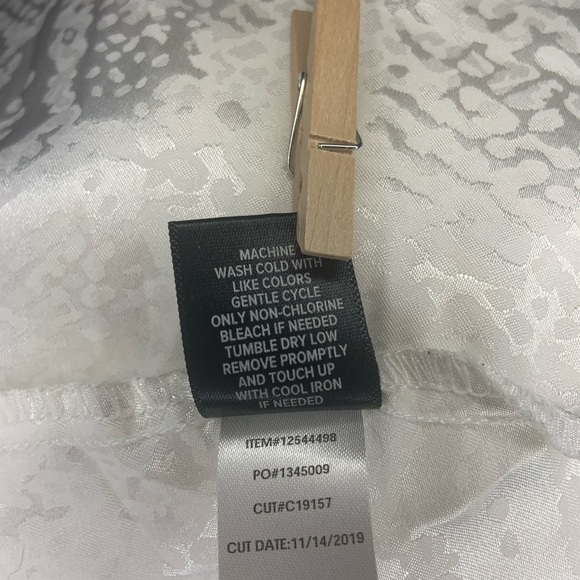 MACHINE
WASH COLD WITH
LIKE COLORS
GENTLE CYCLE
ONLY NON-CHLORINE
BLEACH IF NEEDED
TUMBLE DRY LOW
REMOVE PROMPTLY
AND TOUCH UP
WITH COOL IRON
IF NEEDED
ITEM#12544498
PO#1345009
CUT#C19157
CUT DATE:11/14/2019